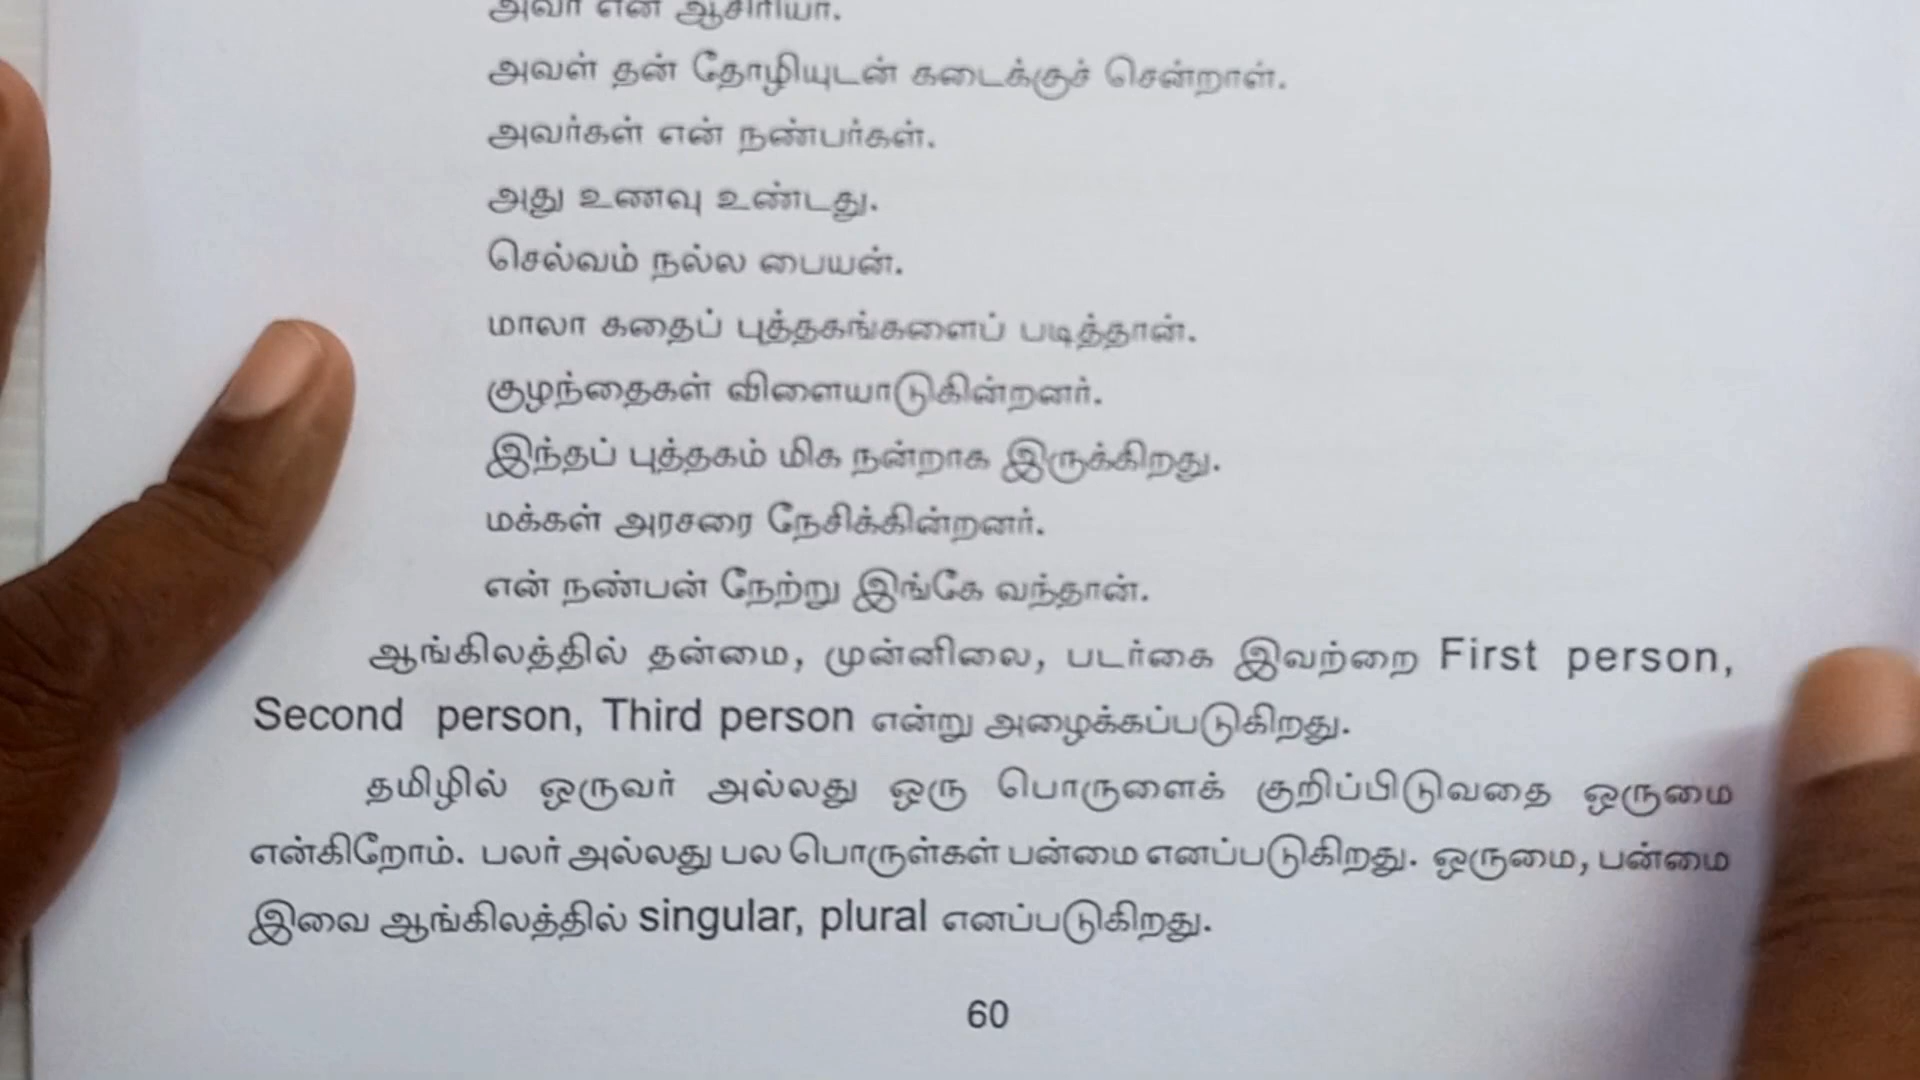 அவர் என் ஆசிரியர்.
அவள் தன் தோழியுடன் கடைக்குச் சென்றாள்.
அவர்கள் என் நண்பர்கள்.
அது உணவு உண்டது.
செல்வம் நல்ல பையன்.
மாலா கதைப் புத்தகங்களைப் படித்தான்.
குழந்தைகள் விளையாடுகின்றனர்.
இந்தப் புத்தகம் மிக நன்றாக இருக்கிறது.
மக்கள் அரசரை நேசிக்கின்றனர்.
என் நண்பன் நேற்று இங்கே வந்தான்.
ஆங்கிலத்தில் தன்மை, முன்னிலை, படர்கை இவற்றை First person,
Second person, Third person என்று அழைக்கப்படுகிறது.
தமிழில் ஒருவர் அல்லது ஒரு பொருளைக் குறிப்பிடுவதை ஒருமை
என்கிறோம். பலர் அல்லது பல பொருள்கள் பன்மை எனப்படுகிறது. ஒருமை, பன்மை
இவை ஆங்கிலத்தில் singular, plural எனப்படுகிறது.
60